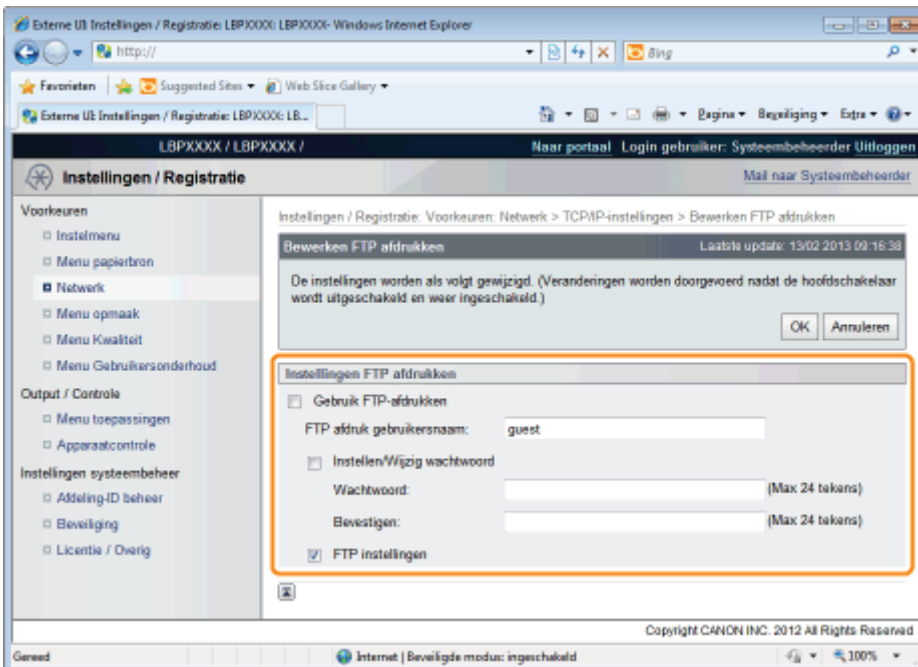 Externe UI: Instellingen / Registratie: LBPXXXX: LBPXXXX- Windows Internet Explorer
http://
Bing
Favorieten Suggested Sites Web Slice Gallery
Externe UI: Instellingen / Registratie: LBPXXXX: LB...
Pagina Beveiliging Extra
LBPXXXX / LBPXXXX /
Naar portaal Login gebruiker: Systeembeheerder Uitloggen
Instellingen / Registratie
Mail naar Systeembeheerder
Voorkeuren
Instelmenu
Menu papierbron
Netwerk
Menu opmaak
Menu Kwaliteit
Menu Gebruikersonderhoud
Output / Controle
Menu toepassingen
Apparaatcontrole
Instellingen systeembeheer
Afdeling-ID beheer
Beveiliging
Licentie / Overig
Instellingen / Registratie: Voorkeuren: Netwerk > TCP/IP-instellingen > Bewerken FTP afdrukken
Bewerken FTP afdrukken
Laatste update: 13/02 2013 09:16:38
De instellingen worden als volgt gewijzigd. (Veranderingen worden doorgevoerd nadat de hoofdschakelaar
wordt uitgeschakeld en weer ingeschakeld.)
OK Annuleren
Instellingen FTP afdrukken
Gebruik FTP-afdrukken
FTP afdruk gebruikersnaam: guest
Instellen/Wijzig wachtwoord
Wachtwoord: (Max 24 tekens)
Bevestigen: (Max 24 tekens)
FTP instellingen
Copyright CANON INC. 2012 All Rights Reserved
Gereed
Internet | Beveiligde modus: ingeschakeld
100%